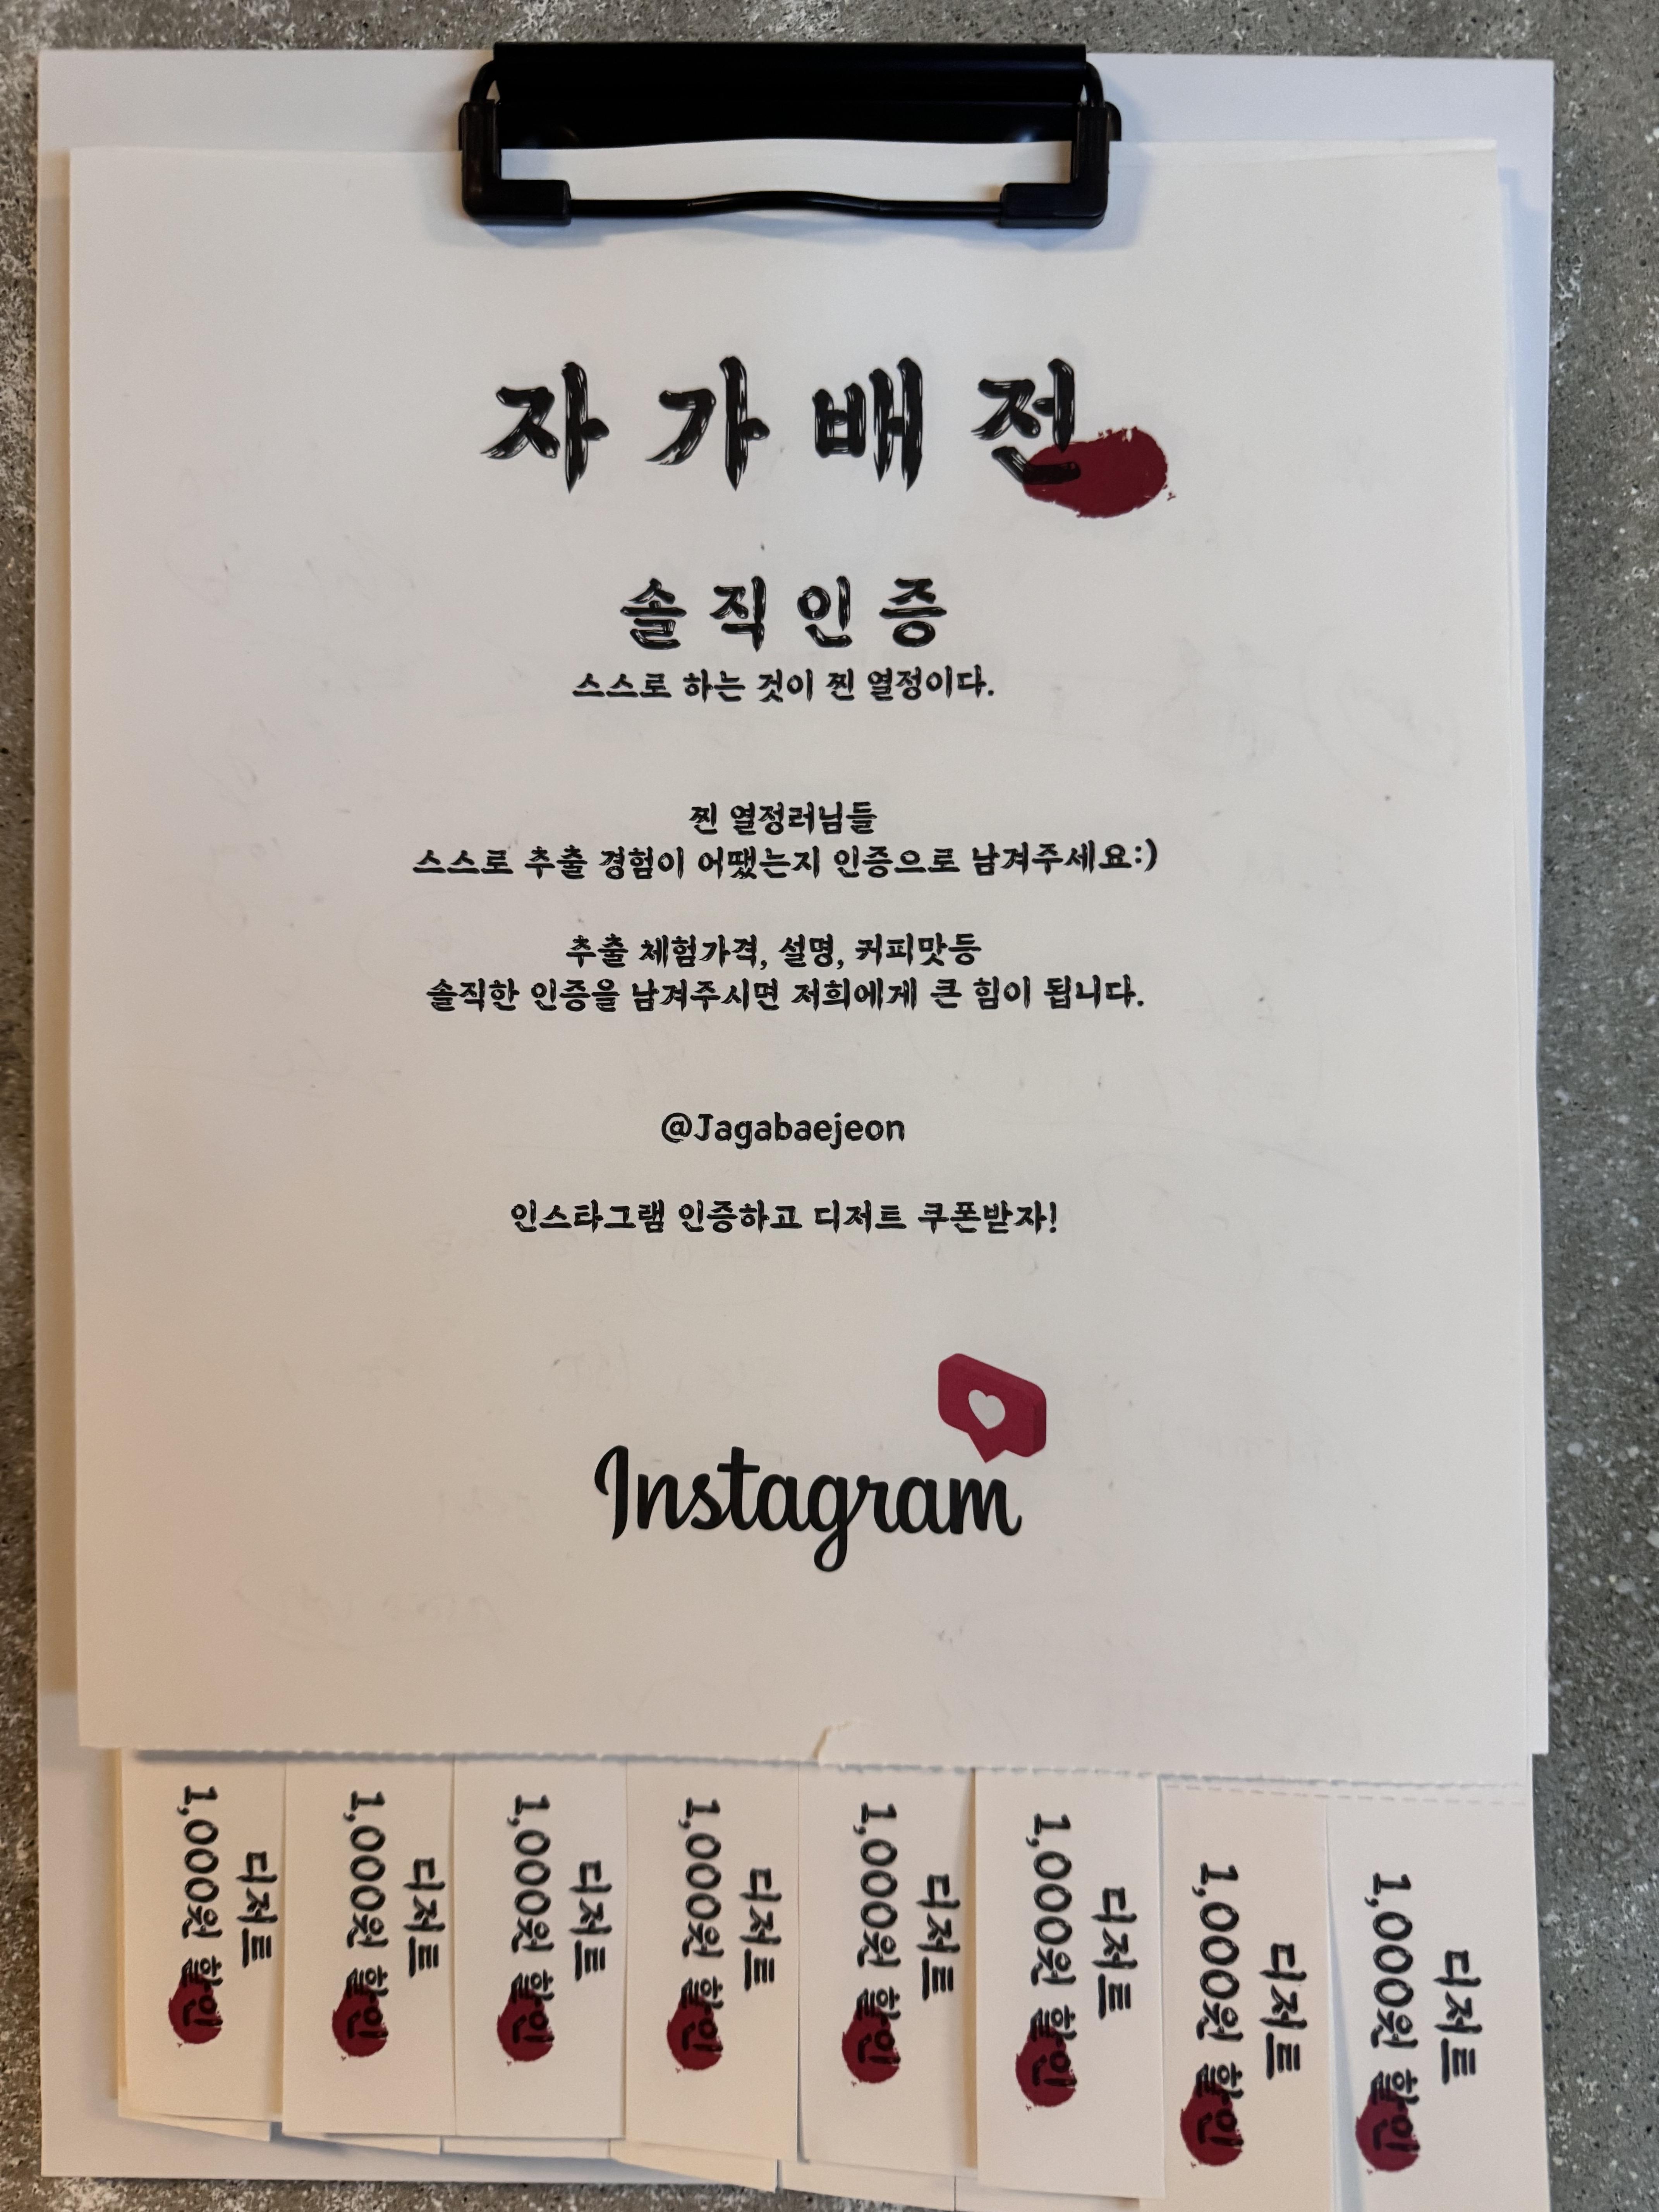 자가배전
솔직인증
스스로 하는 것이 찐 열정이다.
찐 열정러님들
스스로 추출 경험이 어땠는지 인증으로 남겨주세요:)
추출 체험가격, 설명, 커피맛등
솔직한 인증을 남겨주시면 저희에게 큰 힘이 됩니다.
@Jagabaejeon
인스타그램 인증하고 디저트 쿠폰받자!
Instagram
디저트
1,000원 할인
디저트
1,000원 할인
디저트
1,000원 할인
디저트
1,000원 할인
디저트
1,000원 할인
디저트
1,000원 할인
디저트
1,000원 할인
디저트
1,000원 할인